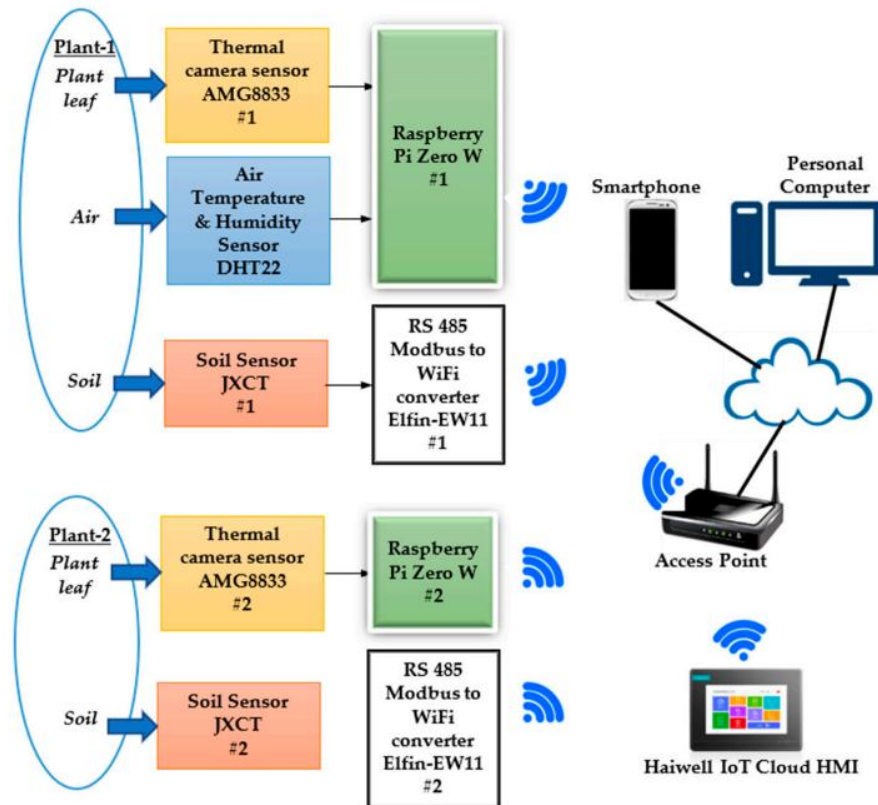 Plant-1
Plant
leaf
Thermal
camera sensor
AMG8833
#1
Raspberry
Pi Zero W
#1
Air
Air
Temperature
& Humidity
Sensor
DHT22
Soil
Soil Sensor
JXCT
#1
RS 485
Modbus to
WiFi
converter
Elfin-EW11
#1
Smartphone
Personal
Computer
Access Point
Plant-2
Plant
leaf
Thermal
camera sensor
AMG8833
#2
Raspberry
Pi Zero W
#2
Soil
Soil Sensor
JXCT
#2
RS 485
Modbus to
WiFi
converter
Elfin-EW11
#2
Haiwell IoT Cloud HMI